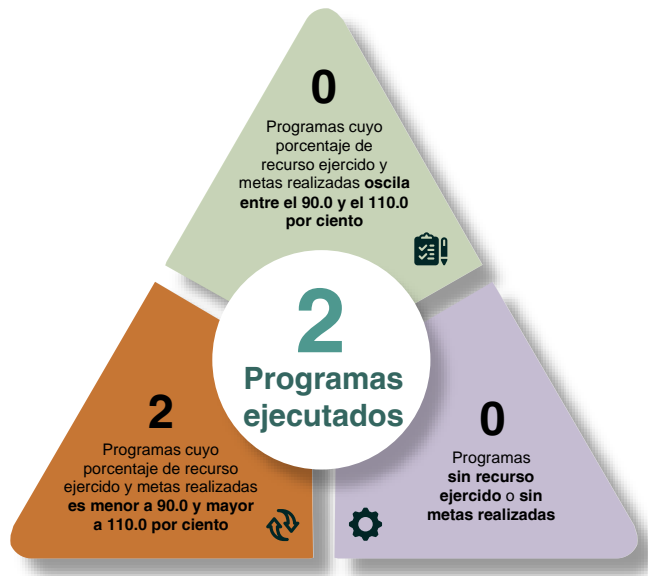 0
Programas cuyo
porcentaje de
recurso ejercido y
metas realizadas oscila
entre el 90.0 y el 110.0
por ciento
2
Programas
ejecutados
2
Programas cuyo
porcentaje de recurso
ejercido y metas realizadas
es menor a 90.0 y mayor
a 110.0 por ciento
0
Programas
sin recurso
ejercido o sin
metas realizadas